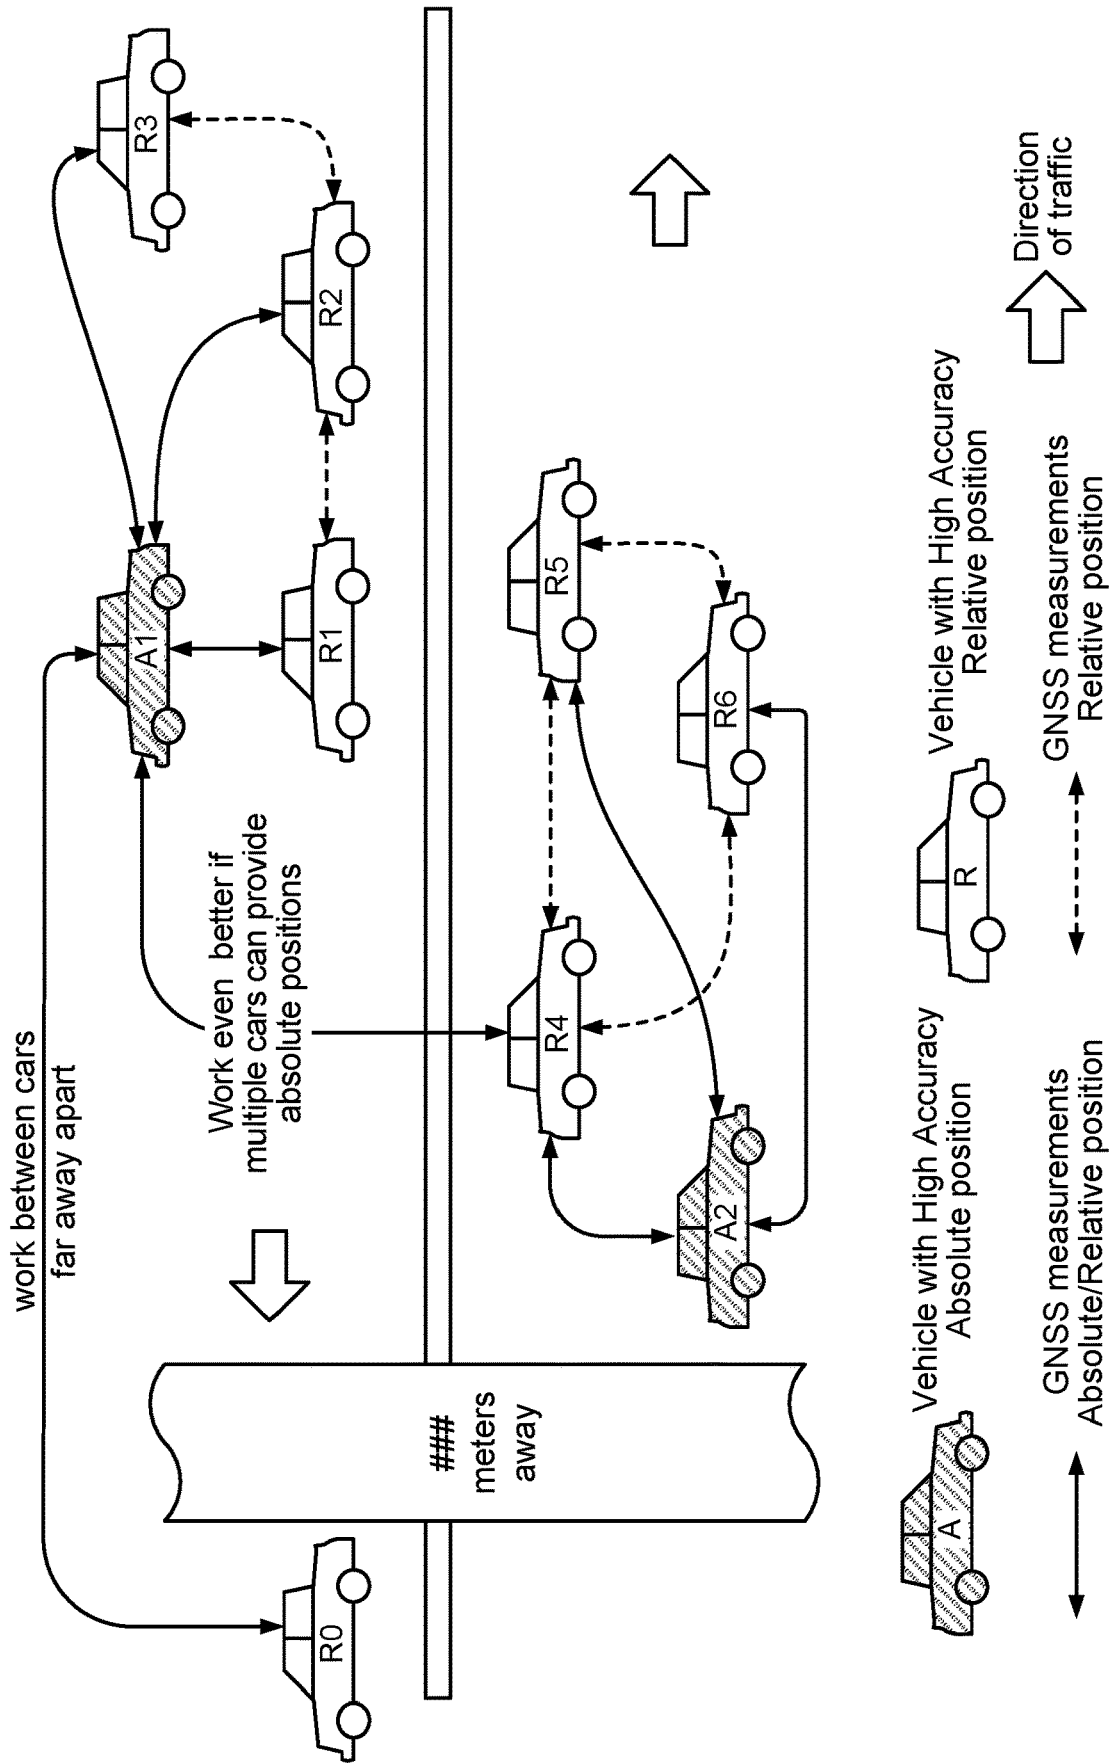 work between cars
far away apart
R0
A1
R3
R1
R2
Work even better if
multiple cars can provide
absolute positions
###
meters
away
R4
R5
A2
R6
A
Vehicle with High Accuracy
Absolute position
R
Vehicle with High Accuracy
Relative position
GNSS measurements
Absolute/Relative position
GNSS measurements
Relative position
Direction
of traffic